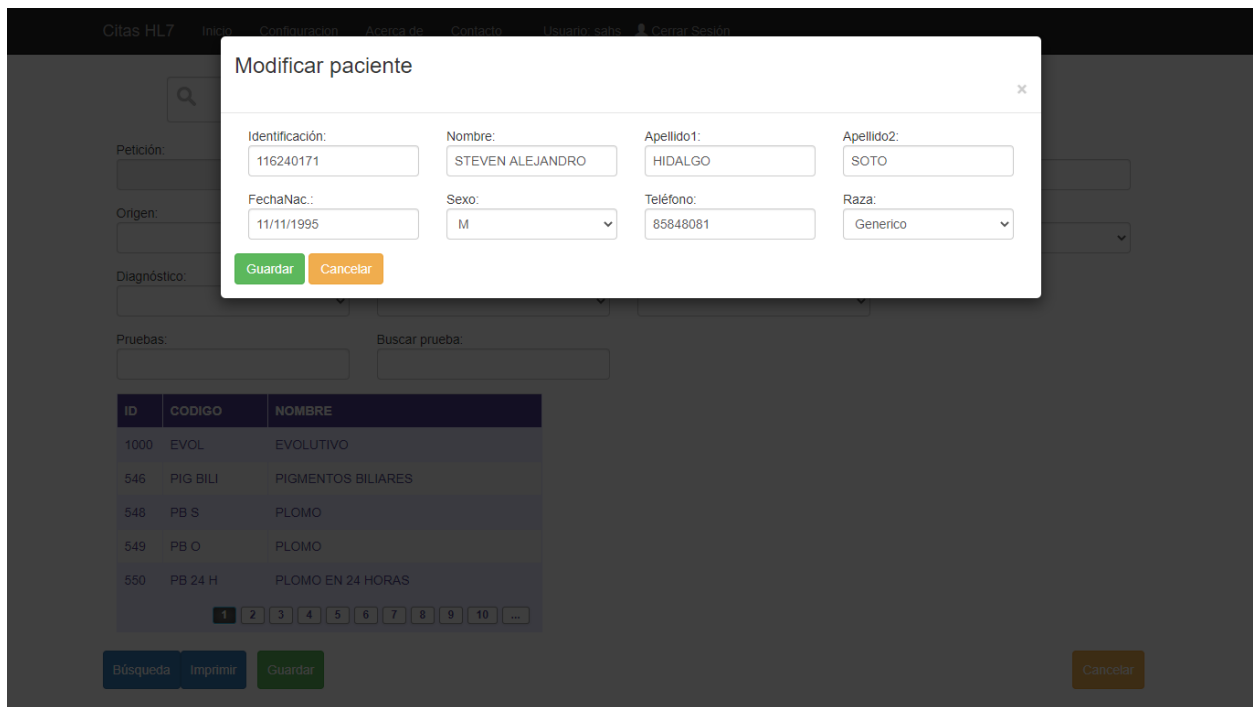 Citas HL7 Inicio Configuracion Acerca de Contacto Usuario: sahs Cerrar Sesión
Modificar paciente
×
Identificación: Nombre: Apellido1: Apellido2:
116240171 STEVEN ALEJANDRO HIDALGO SOTO
FechaNac.: Sexo: Teléfono: Raza:
11/11/1995 M 85848081 Generico
Guardar Cancelar
Petición:
Origen:
Diagnóstico:
Pruebas: Buscar prueba:
ID CODIGO NOMBRE
1000 EVOL EVOLUTIVO
546 PIG BILI PIGMENTOS BILIARES
548 PB S PLOMO
549 PB O PLOMO
550 PB 24 H PLOMO EN 24 HORAS
1 2 3 4 5 6 7 8 9 10 ...
Búsqueda Imprimir Guardar Cancelar